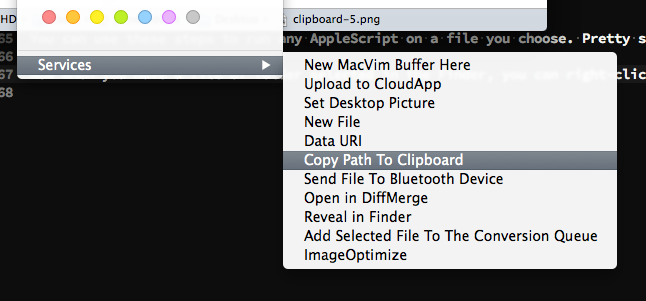 HD
clipboard-5.png
65
any AppleScript on a file you choose. Pretty s
66
Services
67
, you can right-clic
68
New MacVim Buffer Here
Upload to CloudApp
Set Desktop Picture
New File
Data URI
Copy Path To Clipboard
Send File To Bluetooth Device
Open in DiffMerge
Reveal in Finder
Add Selected File To The Conversion Queue
ImageOptimize